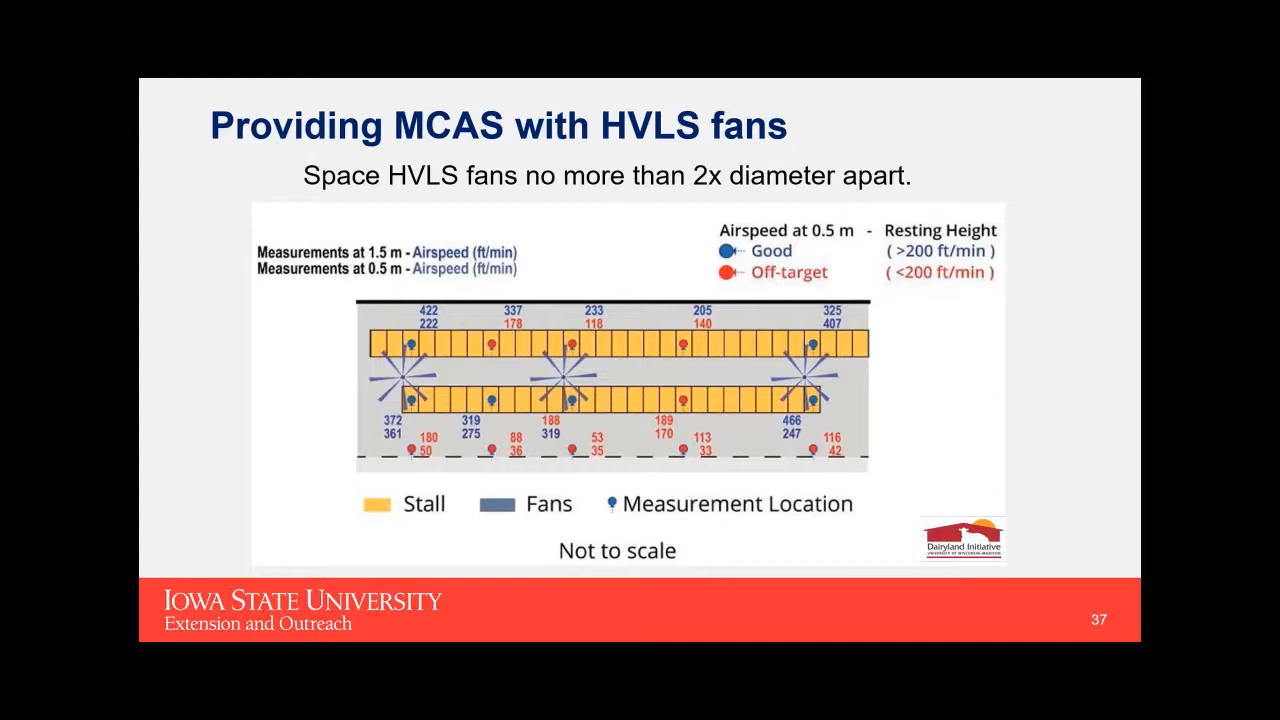 Providing MCAS with HVLS fans
Space HVLS fans no more than 2x diameter apart.
Measurements at 1.5 m - Airspeed (ft/min)
Measurements at 0.5 m - Airspeed (ft/min)
Airspeed at 0.5 m - Resting Height
Good ( >200 ft/min )
Off-target ( <200 ft/min )
422 337 233 205 325
222 178 118 140 407
372 319 188 189 466
361 275 319 170 247
180 88 53 113 116
50 36 35 33 42
Stall Fans Measurement Location
Not to scale
Dairyland Initiative
UNIVERSITY OF WISCONSIN-MADISON
IOWA STATE UNIVERSITY
Extension and Outreach
37